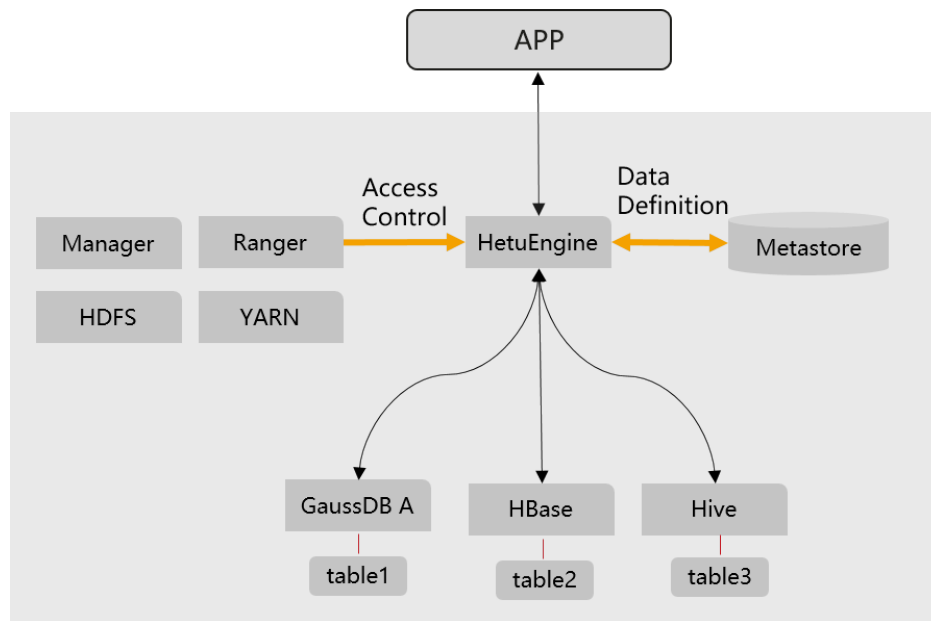 APP
Access
Control
Data
Definition
Manager
Ranger
HetuEngine
Metastore
HDFS
YARN
GaussDB A
HBase
Hive
table1
table2
table3